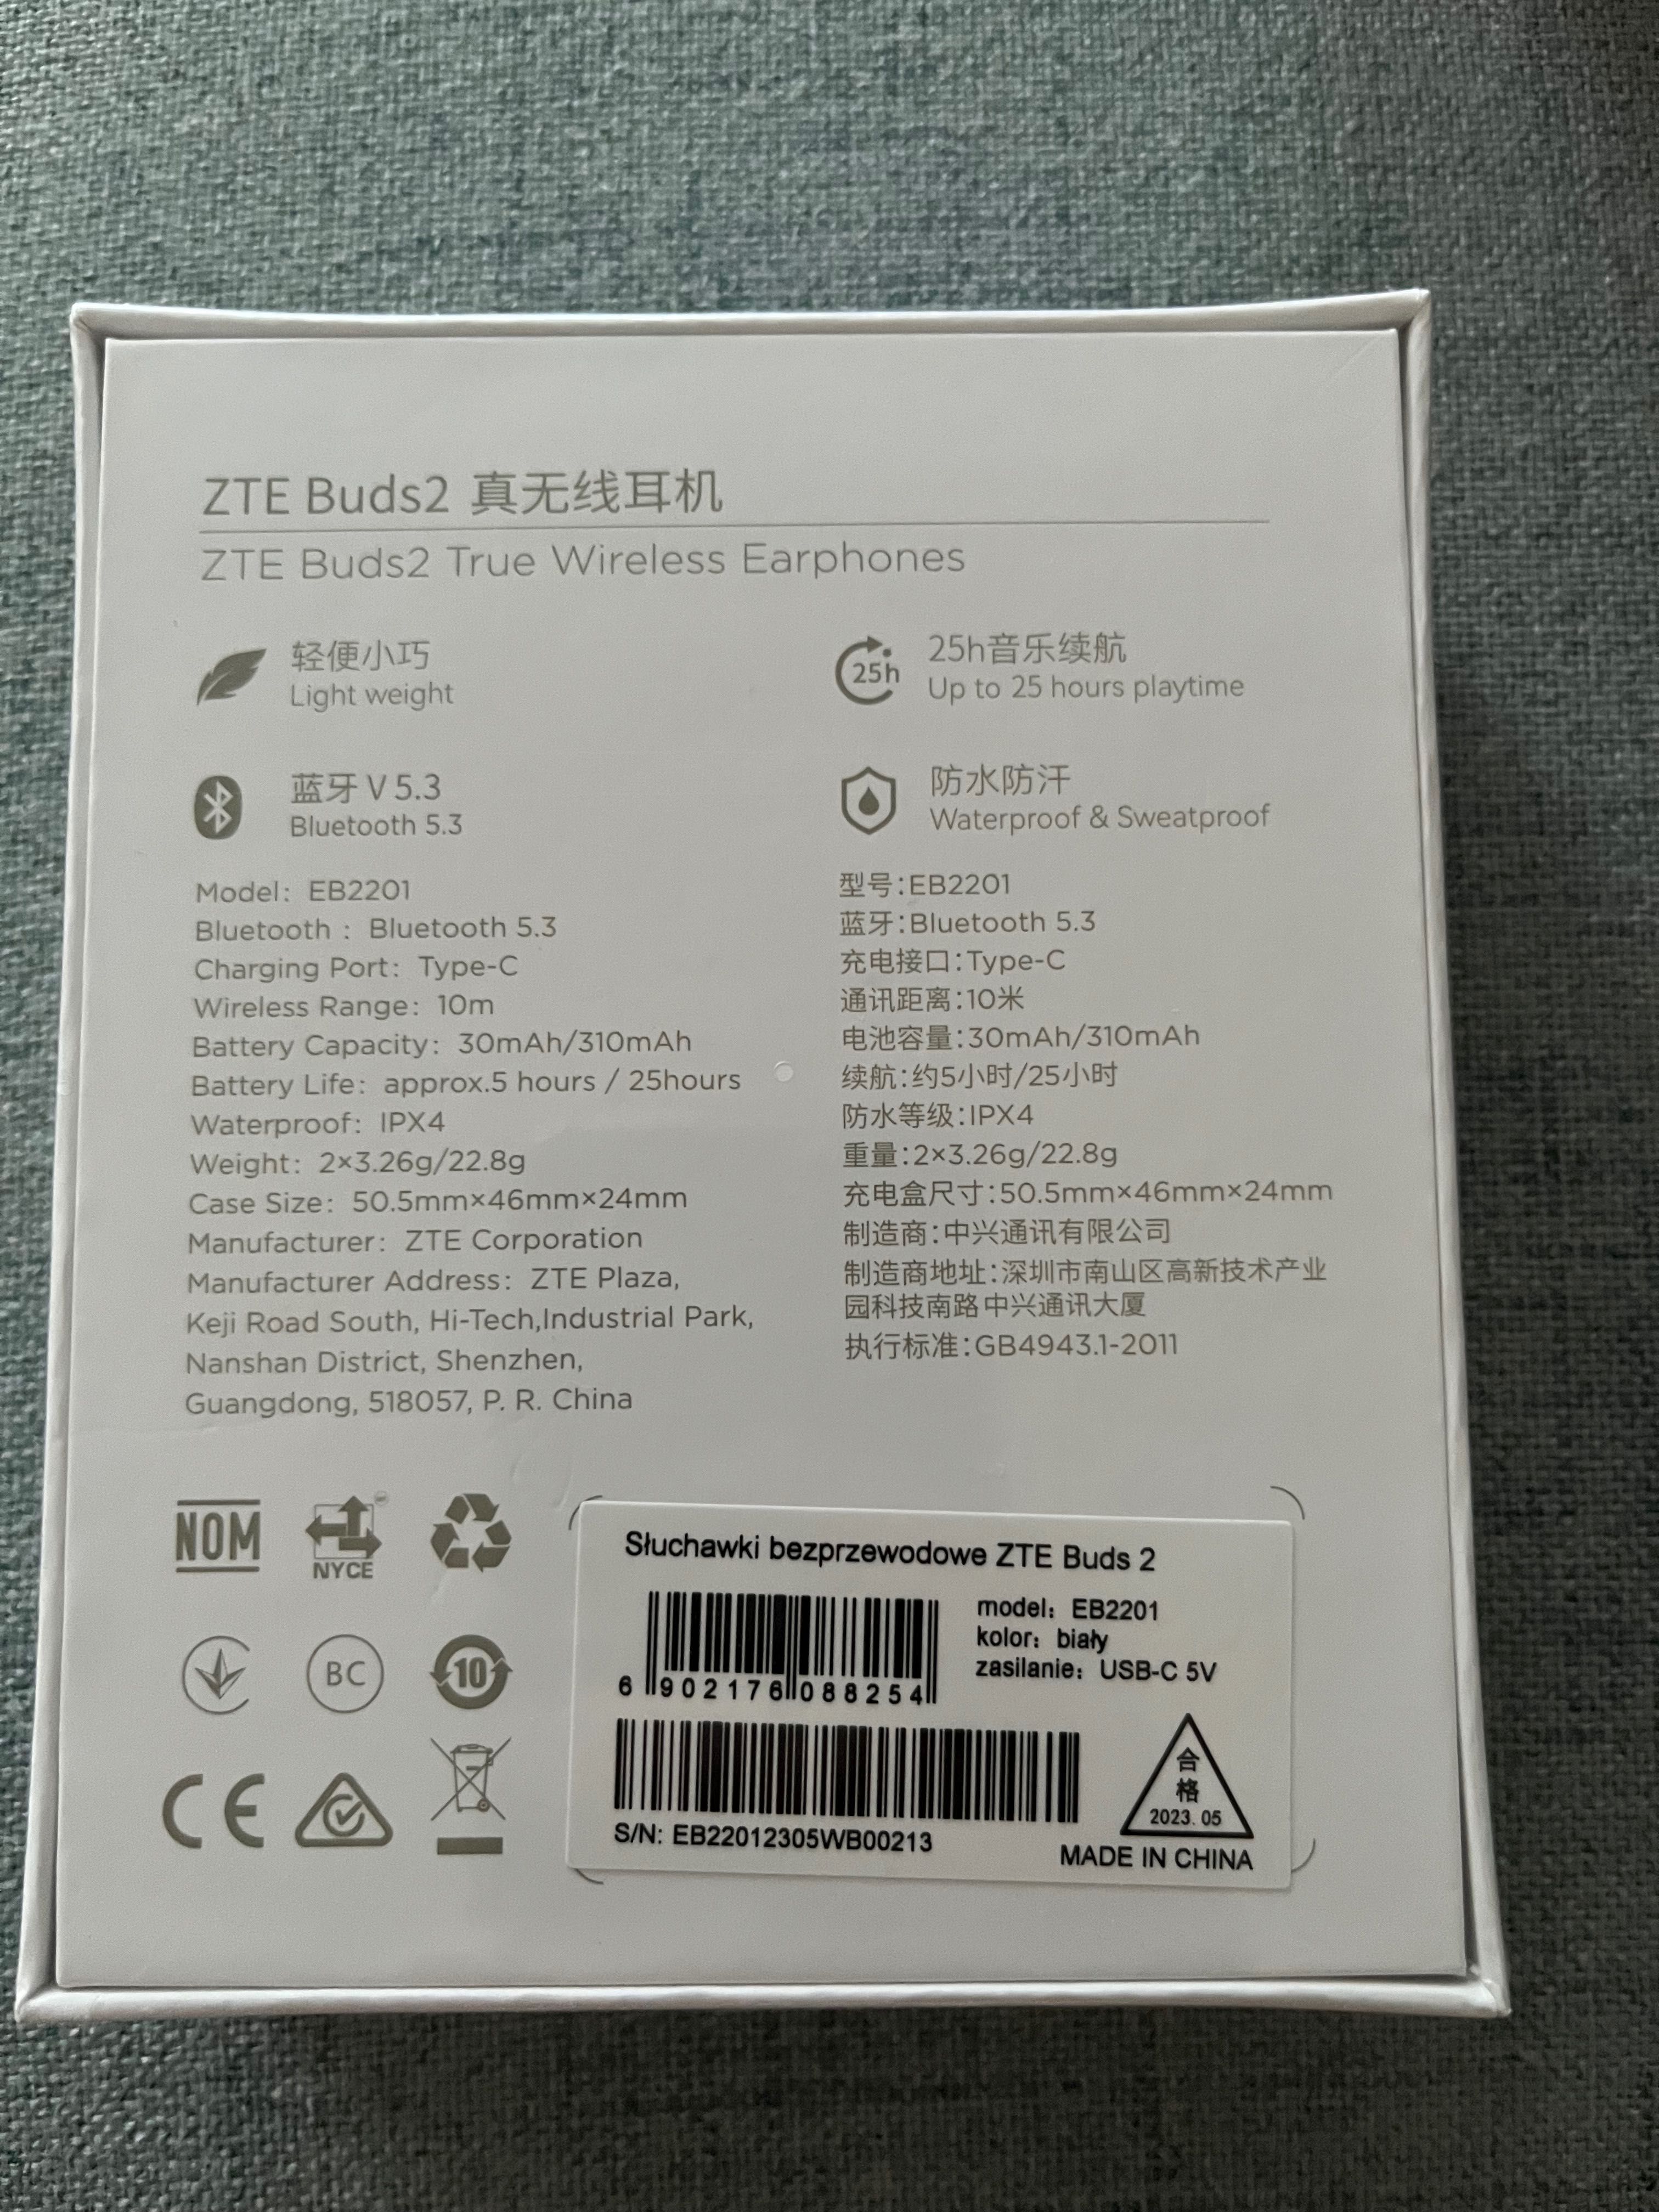 ZTE Buds2 真无线耳机
ZTE Buds2 True Wireless Earphones
轻便小巧
Light weight
25h
25h音乐续航
Up to 25 hours playtime
蓝牙 V 5.3
Bluetooth 5.3
防水防汗
Waterproof & Sweatproof
Model: EB2201
Bluetooth : Bluetooth 5.3
Charging Port: Type-C
Wireless Range: 10m
Battery Capacity: 30mAh/310mAh
Battery Life: approx.5 hours / 25hours
Waterproof: IPX4
Weight: 2×3.26g/22.8g
Case Size: 50.5mm×46mm×24mm
Manufacturer: ZTE Corporation
Manufacturer Address: ZTE Plaza,
Keji Road South, Hi-Tech,Industrial Park,
Nanshan District, Shenzhen,
Guangdong, 518057, P. R. China
型号:EB2201
蓝牙:Bluetooth 5.3
充电接口:Type-C
通讯距离:10米
电池容量:30mAh/310mAh
续航:约5小时/25小时
防水等级:IPX4
重量:2×3.26g/22.8g
充电盒尺寸:50.5mm×46mm×24mm
制造商:中兴通讯有限公司
制造商地址:深圳市南山区高新技术产业
园科技南路 中兴通讯大厦
执行标准:GB4943.1-2011
NOM
NYCE
BC
10
CE
Słuchawki bezprzewodowe ZTE Buds 2
6 902176 088254
model: EB2201
kolor: biały
zasilanie: USB-C 5V
S/N: EB22012305WB00213
合
格
2023. 05
MADE IN CHINA